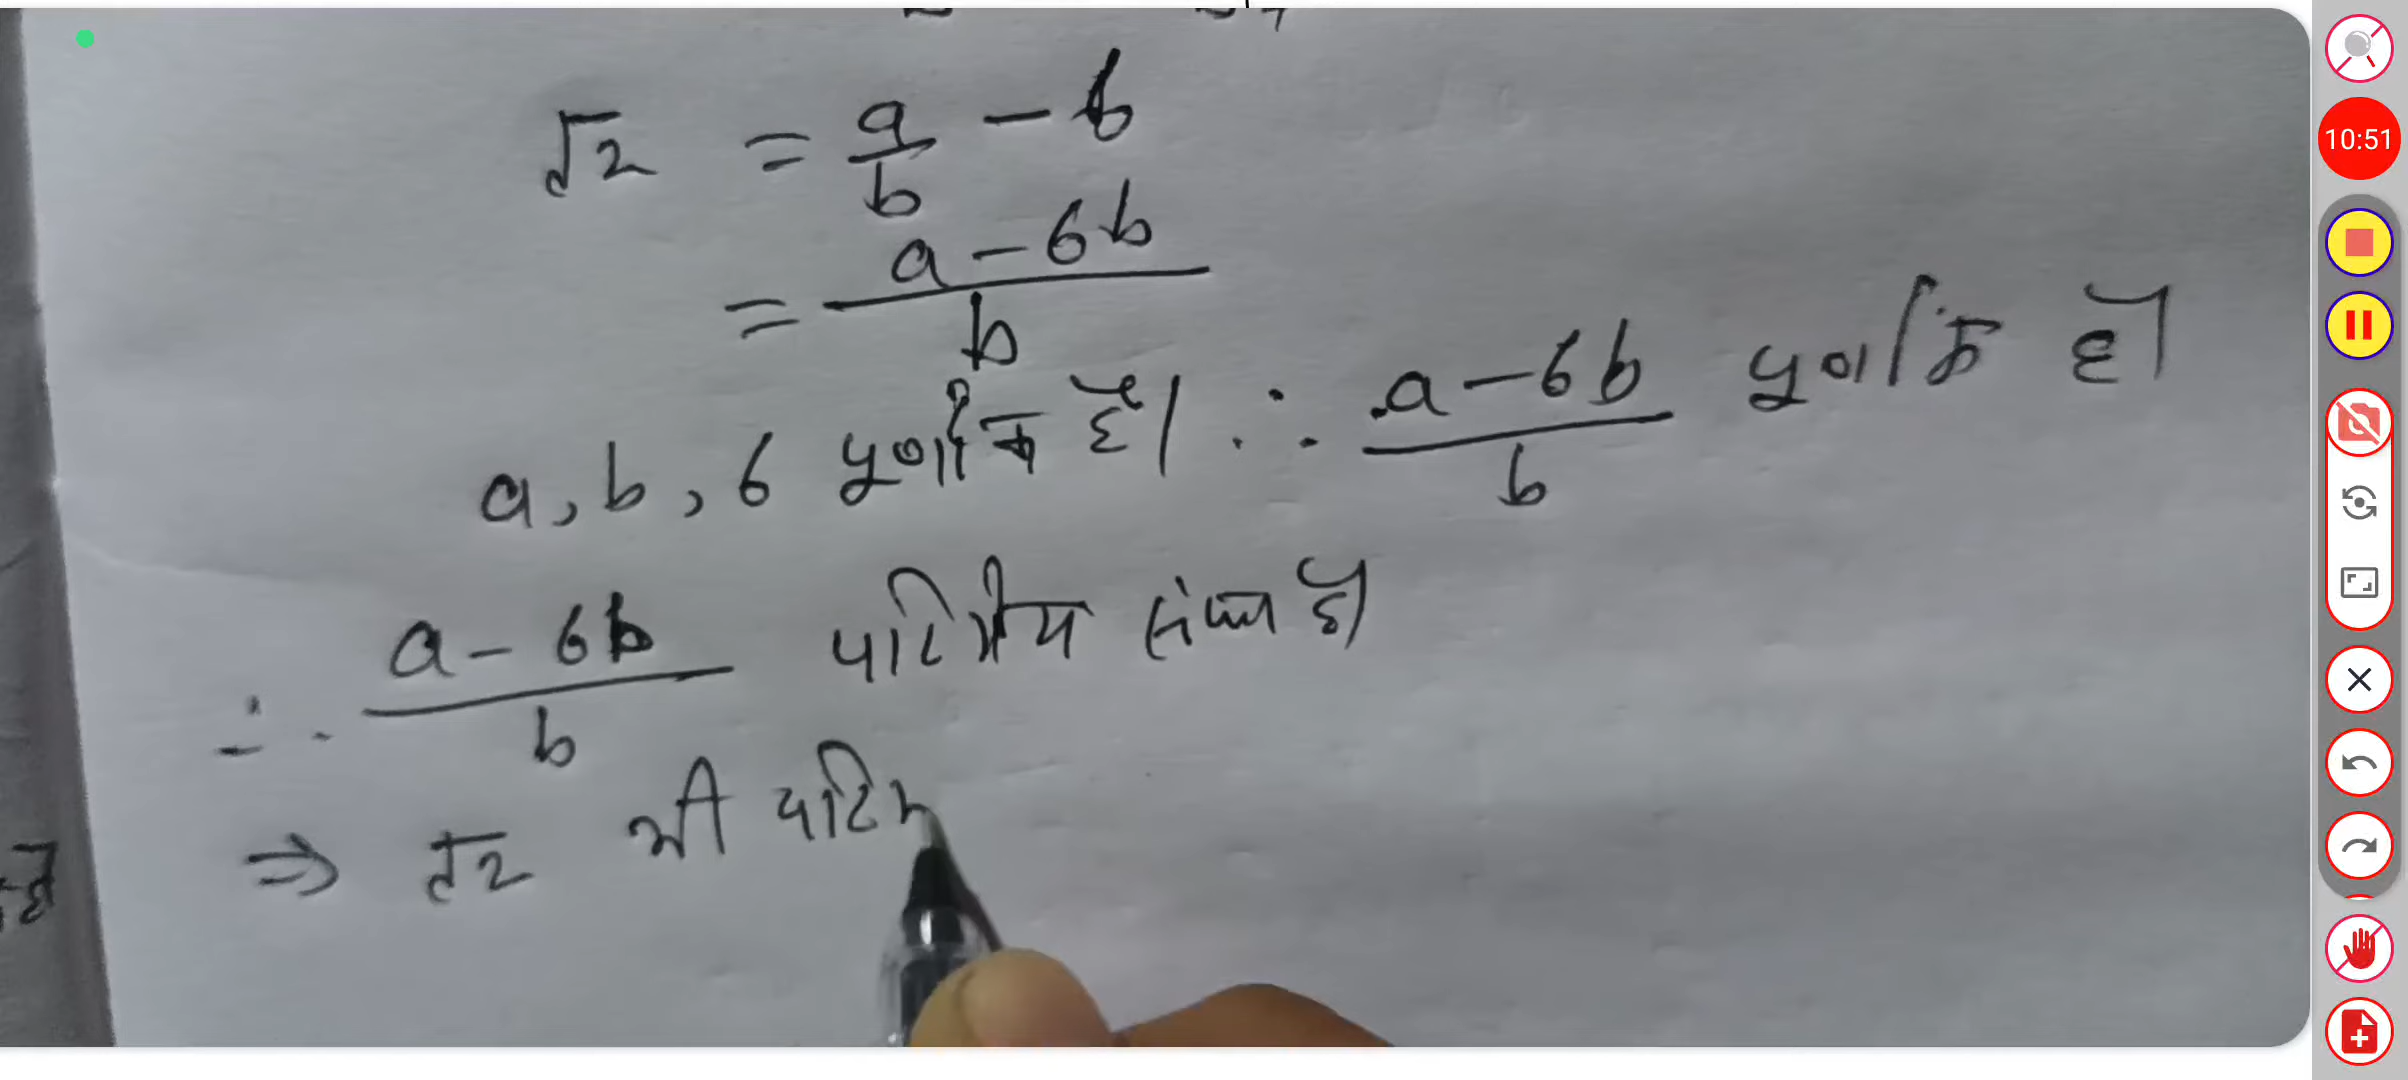 √2 = a/b − 6
= (a − 6b)/b
a, b, 6 पूर्णांक हैं। ∴ (a − 6b)/b पूर्णांक है।
∴ (a − 6b)/b परिमेय संख्या है।
⇒ √2 भी परिम
10:51